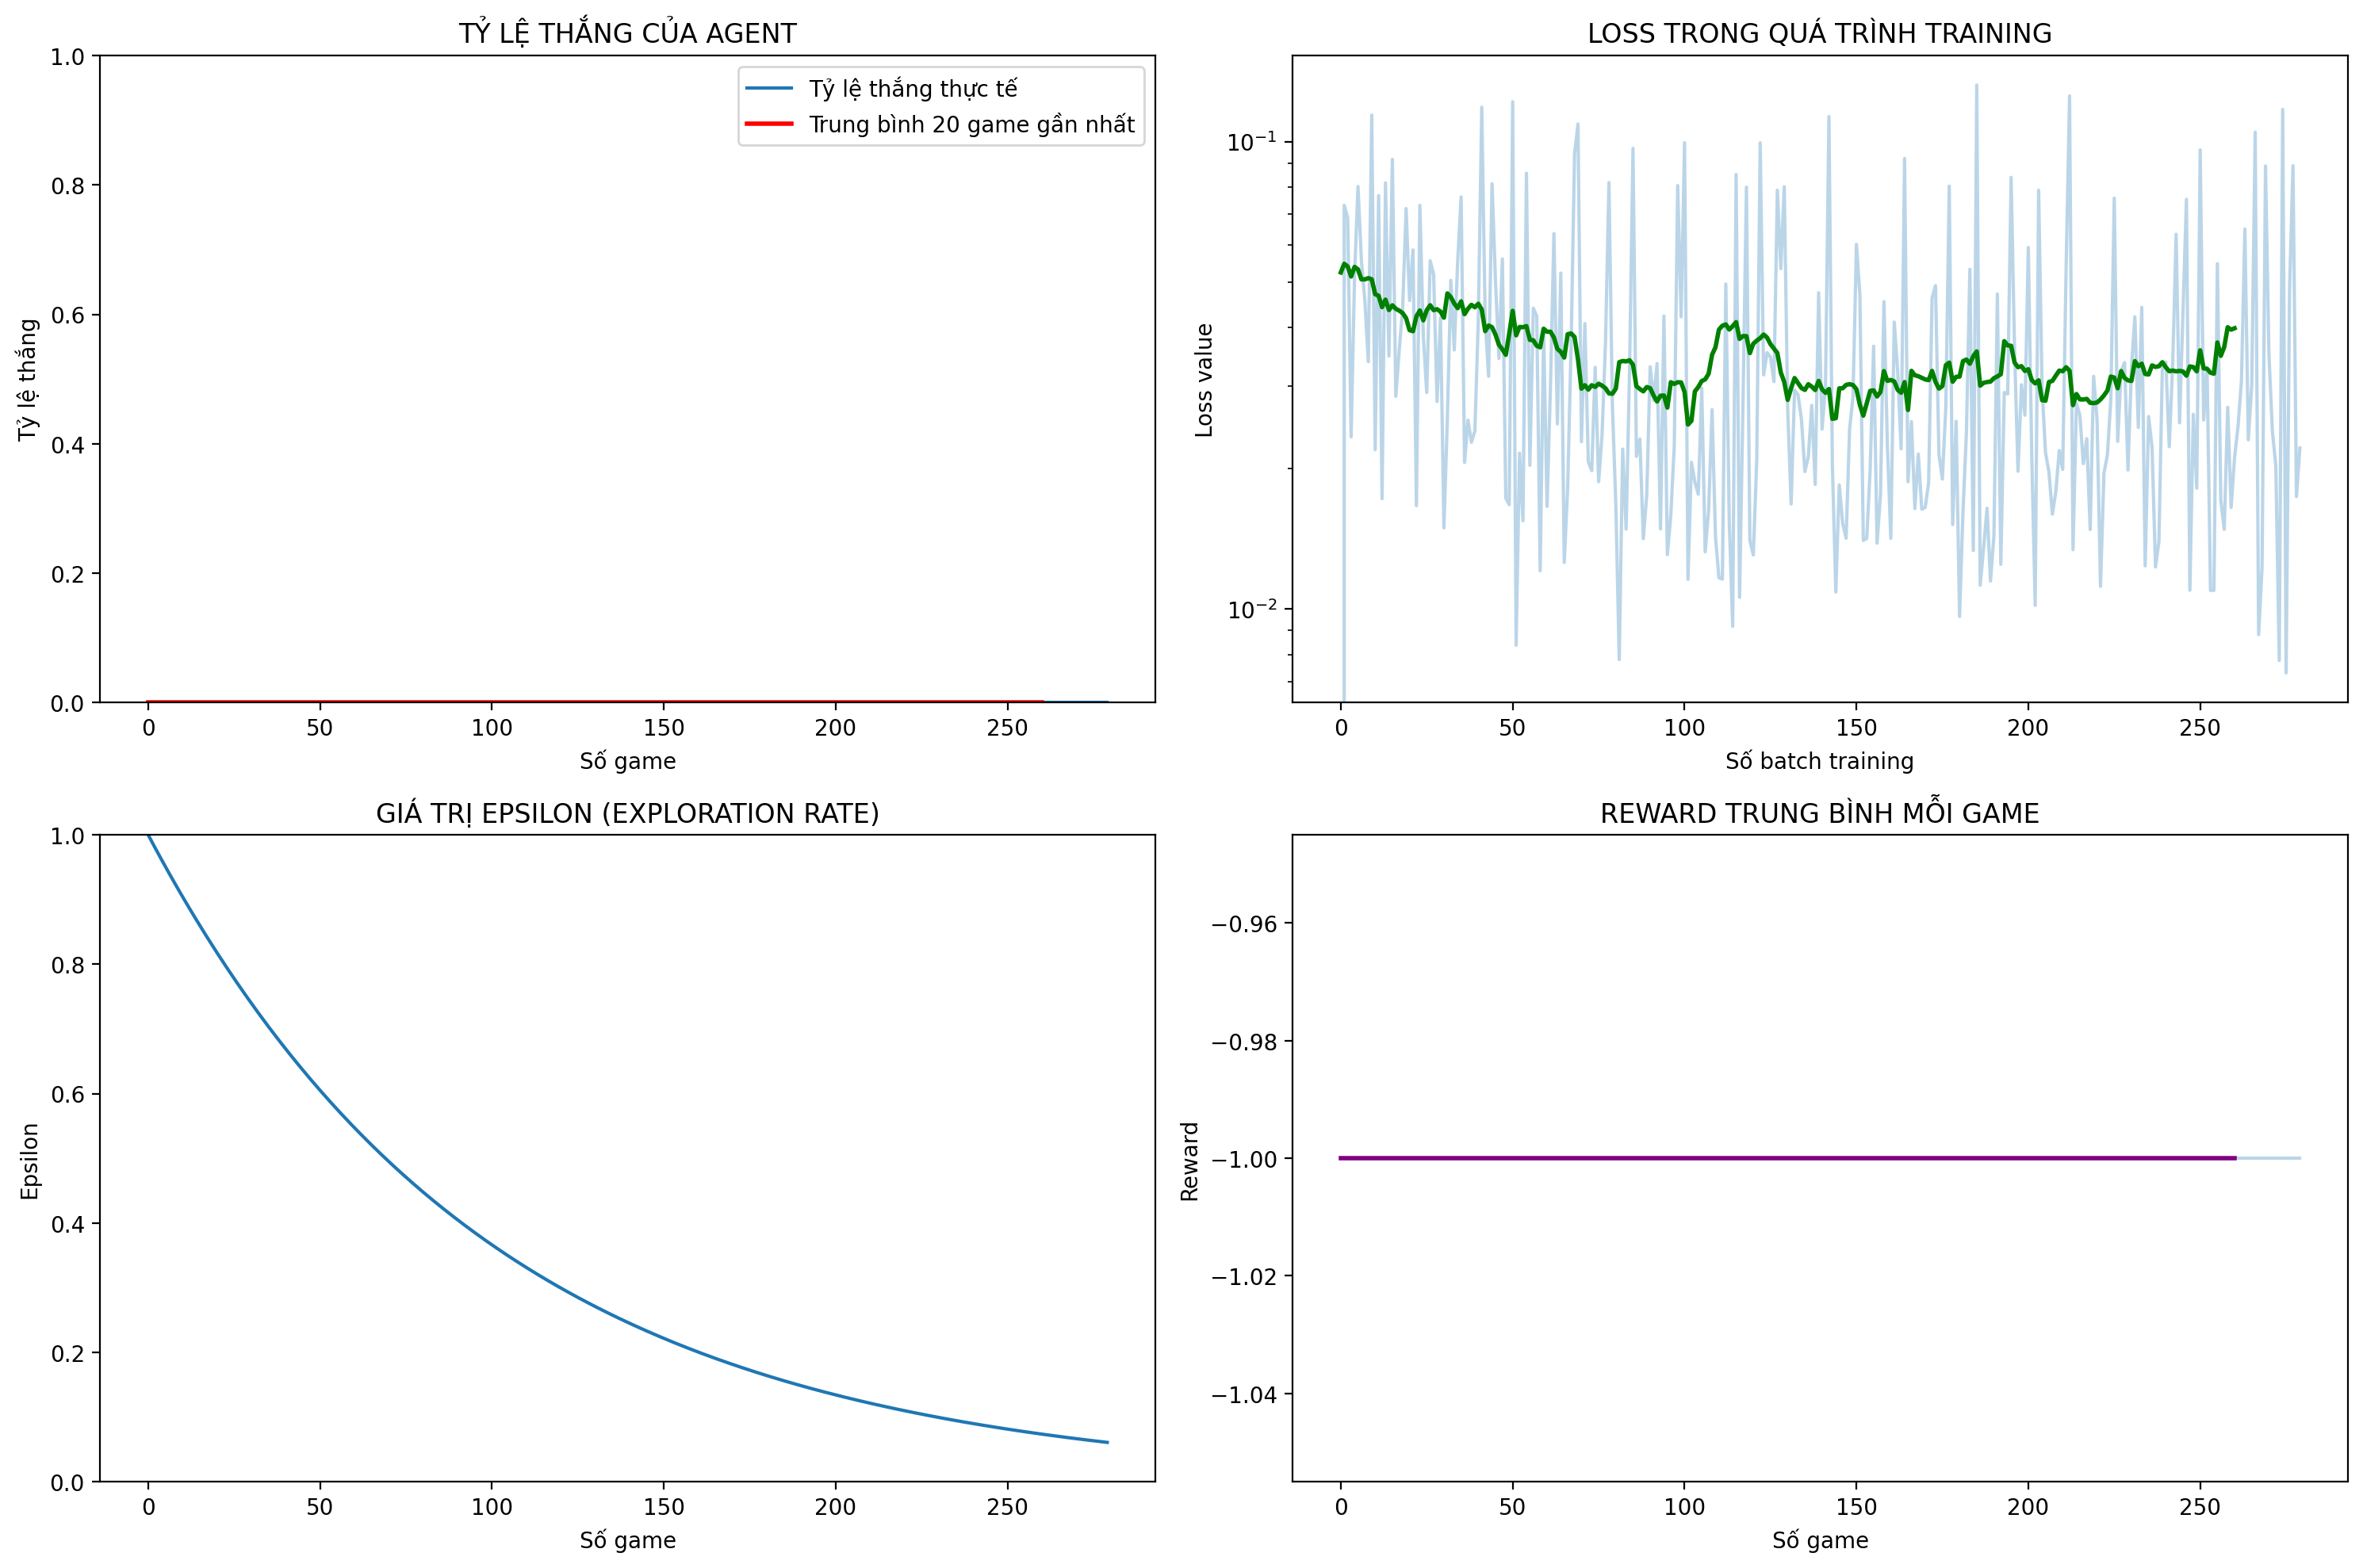 TỶ LỆ THẮNG CỦA AGENT
1.0
0.8
0.6
0.4
0.2
0.0
Tỷ lệ thắng
Tỷ lệ thắng thực tế
Trung bình 20 game gần nhất
0 50 100 150 200 250
Số game
LOSS TRONG QUÁ TRÌNH TRAINING
10⁻¹
10⁻²
Loss value
0 50 100 150 200 250
Số batch training
GIÁ TRỊ EPSILON (EXPLORATION RATE)
1.0
0.8
0.6
0.4
0.2
0.0
Epsilon
0 50 100 150 200 250
Số game
REWARD TRUNG BÌNH MỖI GAME
−0.96
−0.98
−1.00
−1.02
−1.04
Reward
0 50 100 150 200 250
Số game